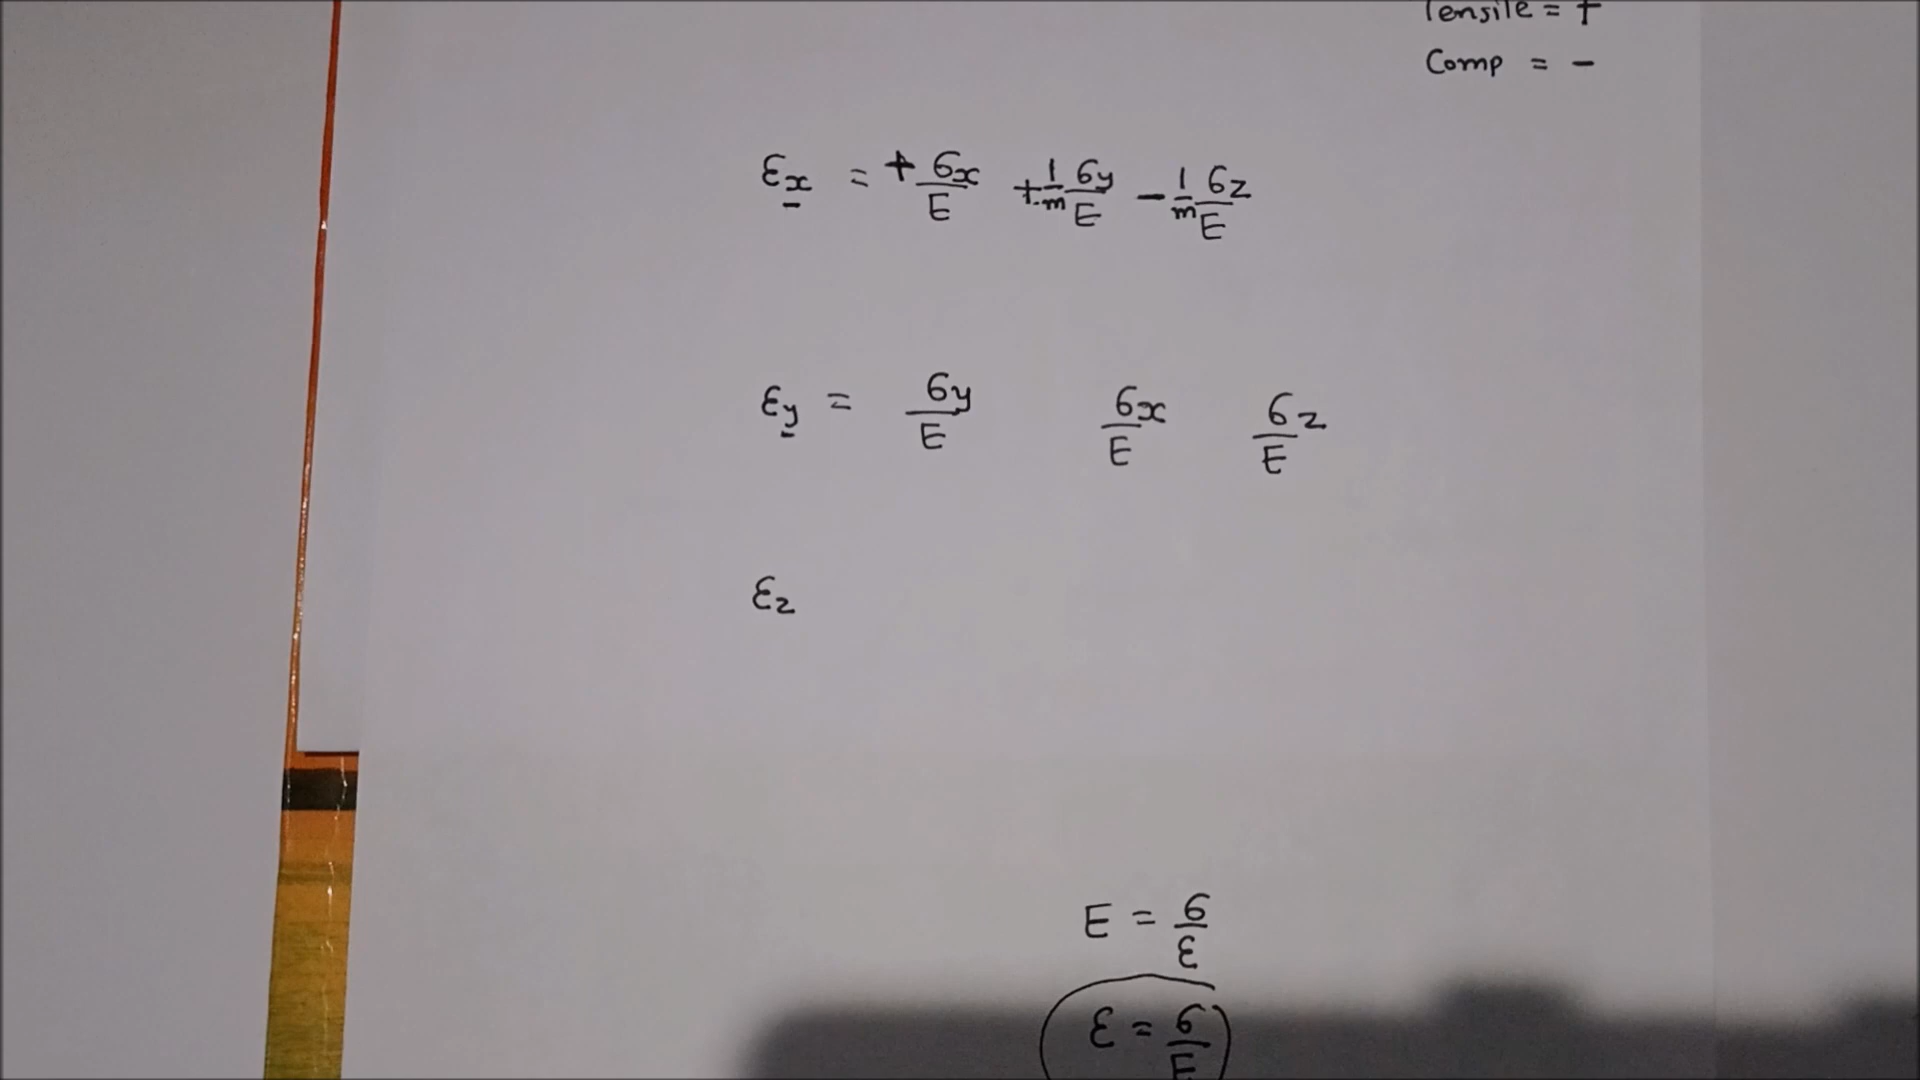 Tensile = +
Comp = -
εx = + σx/E + 1/m σy/E - 1/m σz/E
εy = σy/E σx/E σz/E
εz
E = σ/ε
ε = σ/E